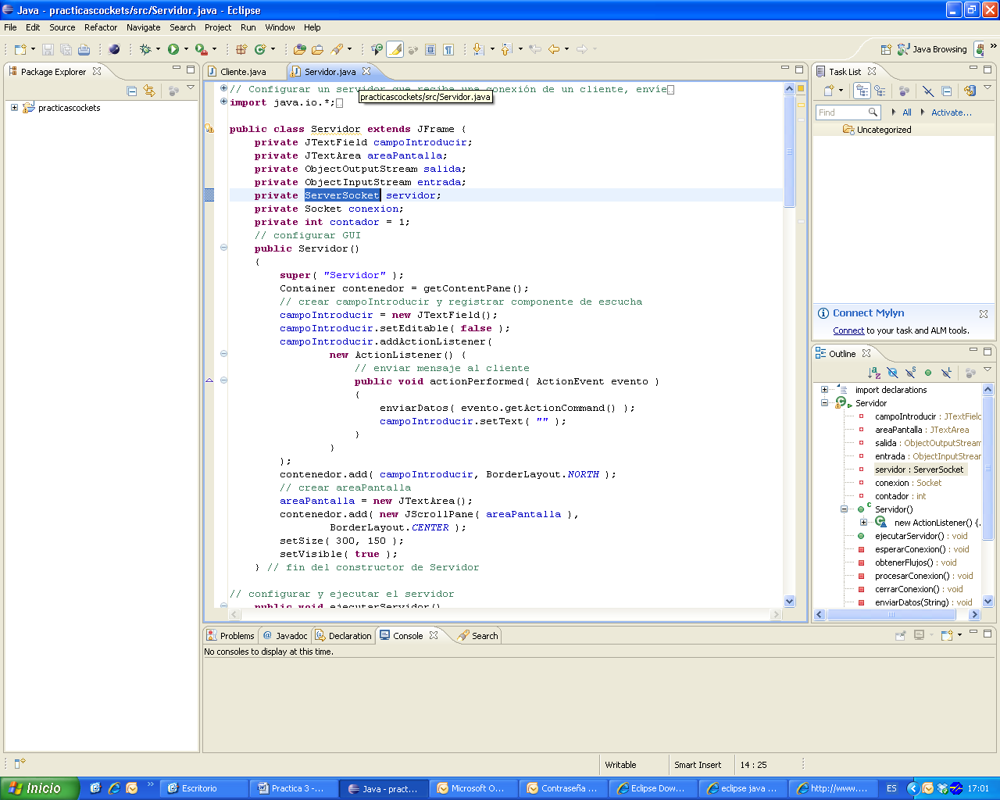 Java - practicascockets/src/Servidor.java - Eclipse
File Edit Source Refactor Navigate Search Project Run Window Help
Java Browsing
Package Explorer
practicascockets
Cliente.java
Servidor.java
// Configurar un servidor que reciba una conexión de un cliente, envíe
practicascockets/src/Servidor.java
import java.io.*;
public class Servidor extends JFrame {
private JTextField campoIntroducir;
private JTextArea areaPantalla;
private ObjectOutputStream salida;
private ObjectInputStream entrada;
private ServerSocket servidor;
private Socket conexion;
private int contador = 1;
// configurar GUI
public Servidor()
{
super( "Servidor" );
Container contenedor = getContentPane();
// crear campoIntroducir y registrar componente de escucha
campoIntroducir = new JTextField();
campoIntroducir.setEditable( false );
campoIntroducir.addActionListener(
new ActionListener() {
// enviar mensaje al cliente
public void actionPerformed( ActionEvent evento )
{
enviarDatos( evento.getActionCommand() );
campoIntroducir.setText( "" );
}
}
);
contenedor.add( campoIntroducir, BorderLayout.NORTH );
// crear areaPantalla
areaPantalla = new JTextArea();
contenedor.add( new JScrollPane( areaPantalla ),
BorderLayout.CENTER );
setSize( 300, 150 );
setVisible( true );
} // fin del constructor de Servidor
// configurar y ejecutar el servidor
public void ejecutarServidor()
Task List
Find
All
Activate...
Uncategorized
Connect Mylyn
Connect to your task and ALM tools.
Outline
import declarations
Servidor
campoIntroducir : JTextField
areaPantalla : JTextArea
salida : ObjectOutputStream
entrada : ObjectInputStrear
servidor : ServerSocket
conexion : Socket
contador : int
Servidor()
new ActionListener() {.
ejecutarServidor() : void
esperarConexion() : void
obtenerFlujos() : void
procesarConexion() : void
cerrarConexion() : void
enviarDatos(String) : void
Problems
@ Javadoc
Declaration
Console
Search
No consoles to display at this time.
Writable
Smart Insert
14 : 25
Inicio
Escritorio
Practica 3 -...
Java - pract...
Microsoft O...
Contraseña ...
Eclipse Dow...
eclipse java ...
http://www....
ES
17:01